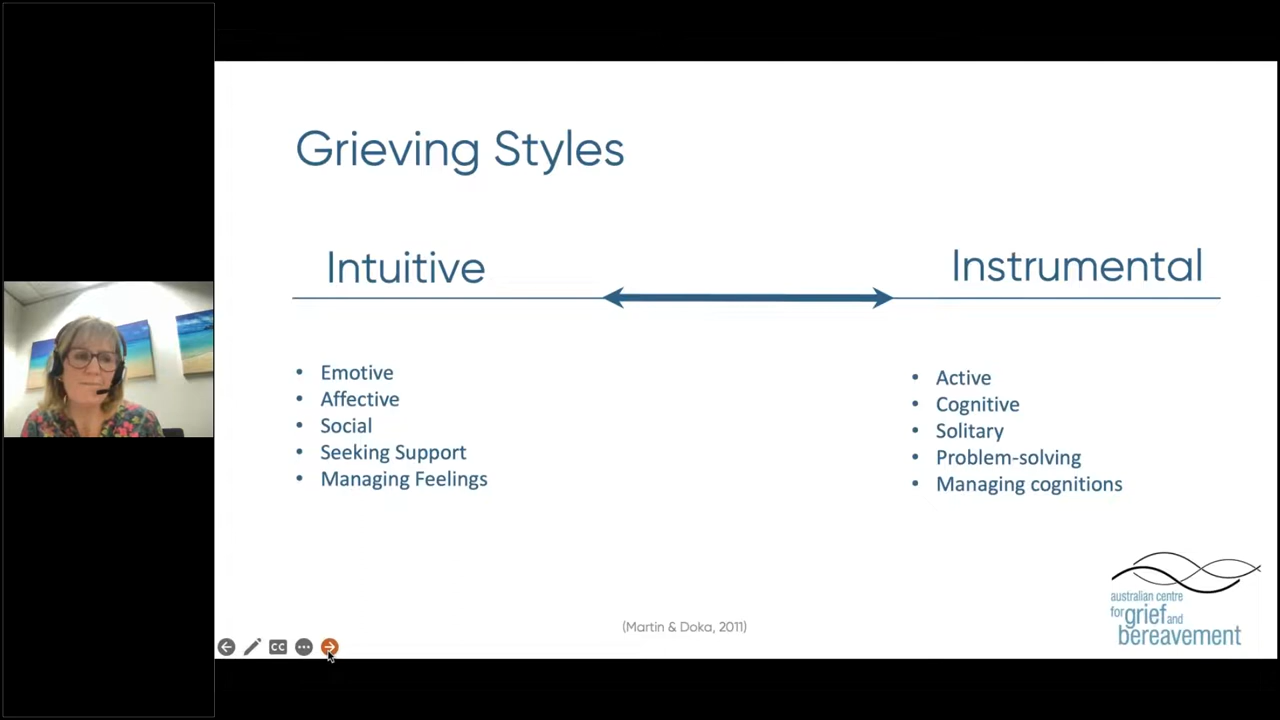 Grieving Styles
Intuitive
Instrumental
• Emotive
• Affective
• Social
• Seeking Support
• Managing Feelings
• Active
• Cognitive
• Solitary
• Problem-solving
• Managing cognitions
(Martin & Doka, 2011)
australian centre
for grief and
bereavement
CC